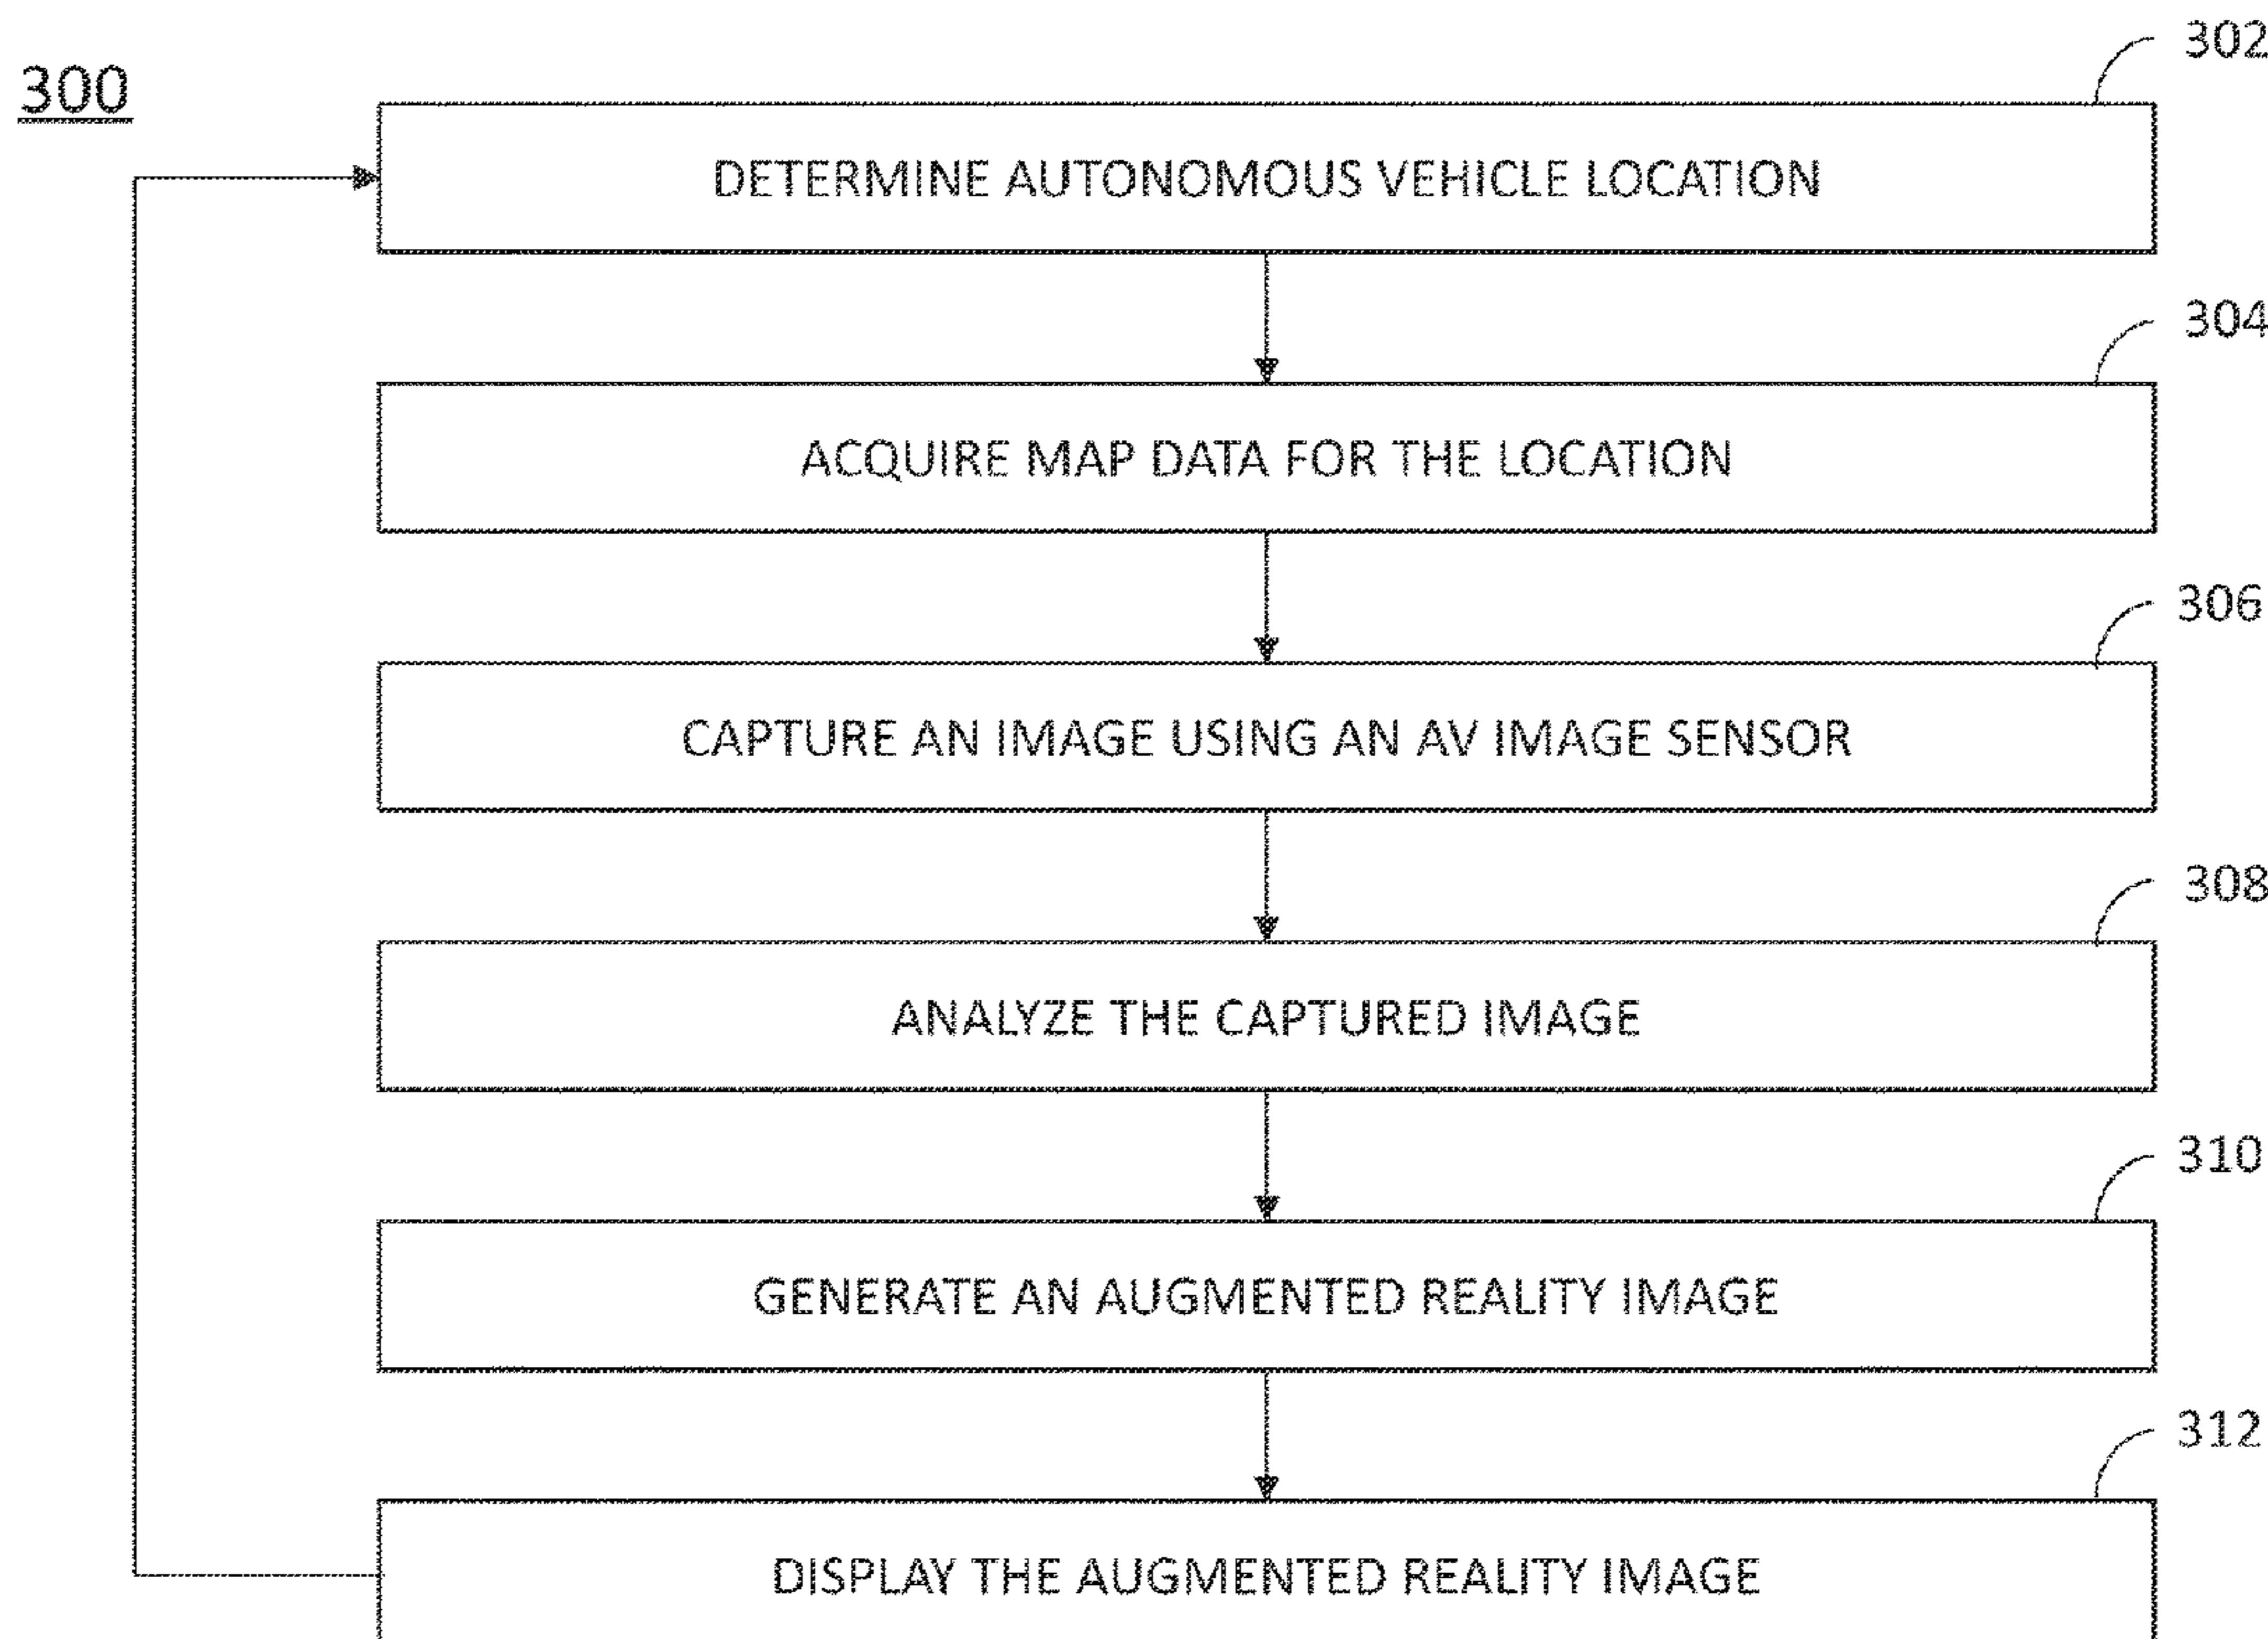 300
302
DETERMINE AUTONOMOUS VEHICLE LOCATION
304
ACQUIRE MAP DATA FOR THE LOCATION
306
CAPTURE AN IMAGE USING AN AV IMAGE SENSOR
308
ANALYZE THE CAPTURED IMAGE
310
GENERATE AN AUGMENTED REALITY IMAGE
312
DISPLAY THE AUGMENTED REALITY IMAGE